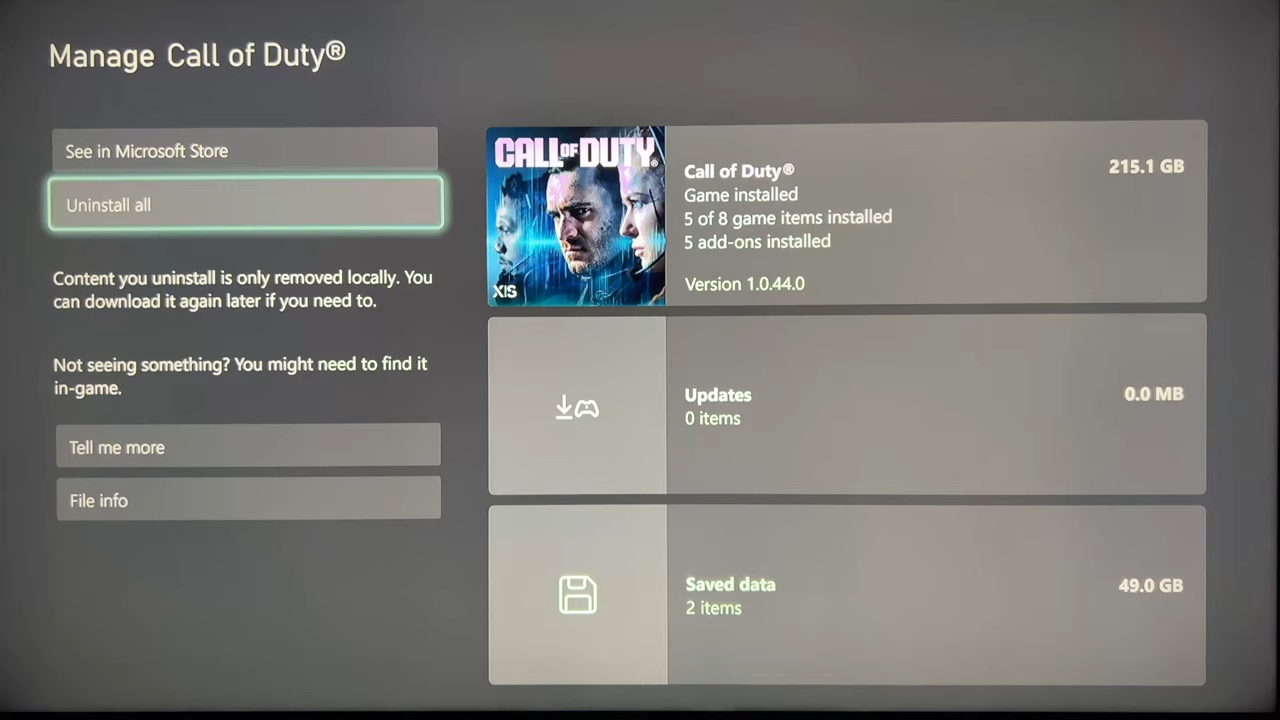 Manage Call of Duty®
See in Microsoft Store
Uninstall all
Content you uninstall is only removed locally. You
can download it again later if you need to.
Not seeing something? You might need to find it
in-game.
Tell me more
File info
CALL OF DUTY®
X|S
Call of Duty®
215.1 GB
Game installed
5 of 8 game items installed
5 add-ons installed
Version 1.0.44.0
Updates
0.0 MB
0 items
Saved data
49.0 GB
2 items